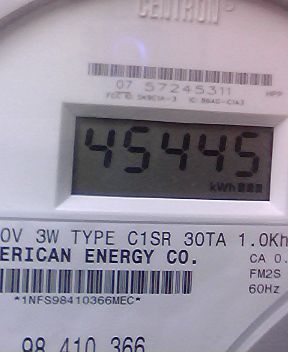 CENTRON®
07 57245311
HPP
45445
kWh
0V 3W TYPE C1SR 30TA 1.0Kh
ERICAN ENERGY CO.
CA 0.
FM2S
60Hz
*1NFS98410366MEC*
98 410 366